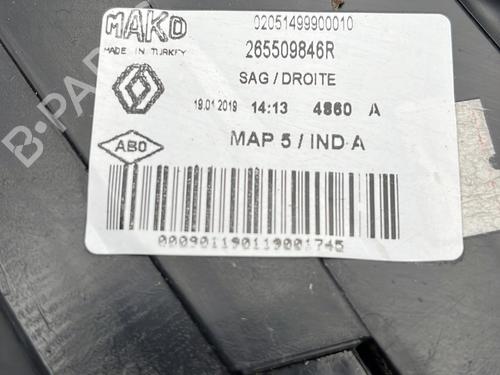 MAKO
MADE IN TURKEY
02051499900010
265509846R
SAG / DROITE
19.01.2019 14:13 4860 A
ABO
MAP 5 / IND A
000901190119001745